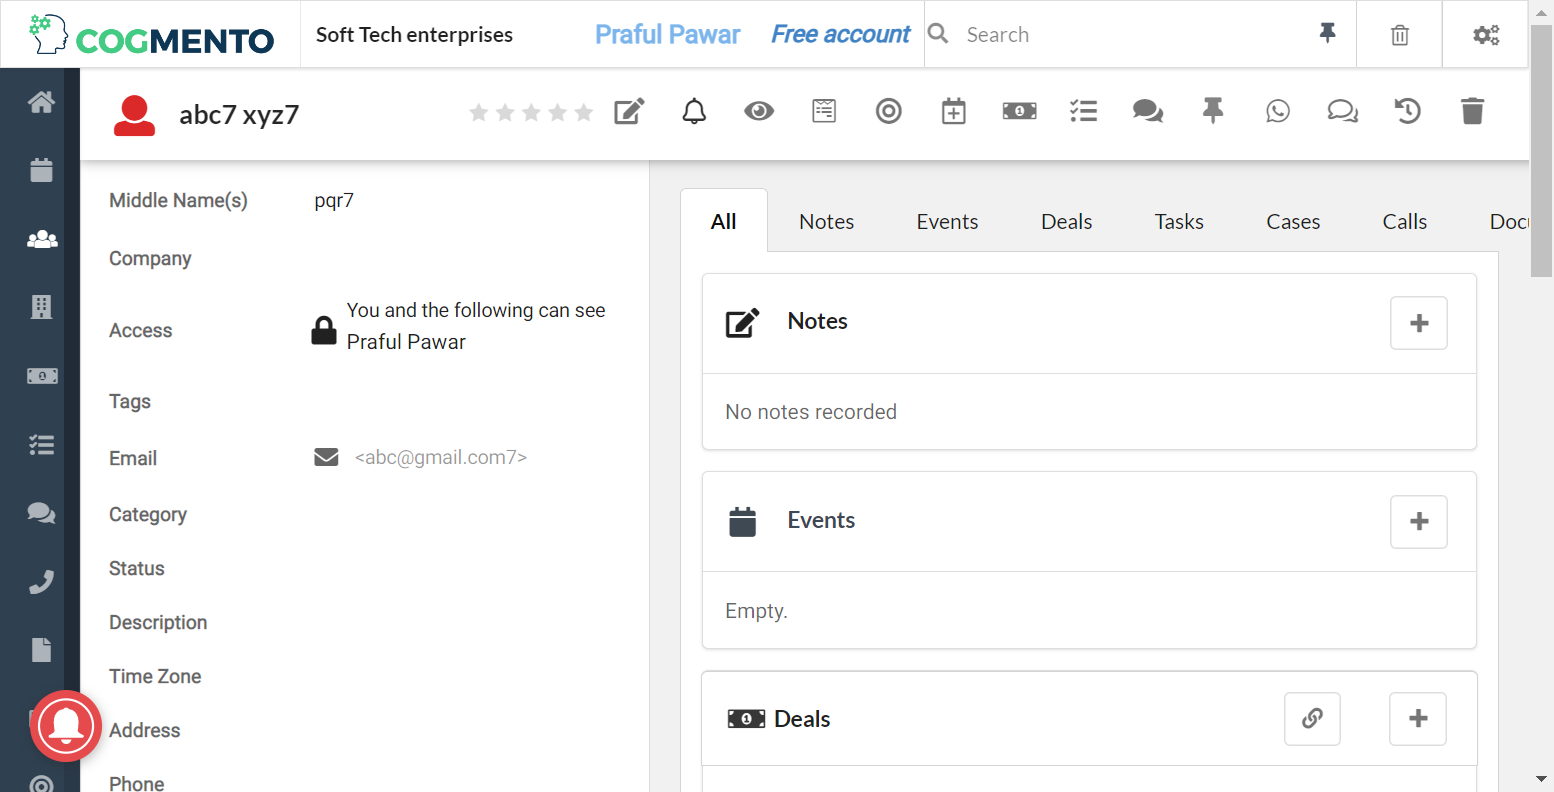 COGMENTO
Soft Tech enterprises
Praful Pawar
Free account
Search
abc7 xyz7
Middle Name(s)
pqr7
Company
Access
You and the following can see
Praful Pawar
Tags
Email
<abc@gmail.com7>
Category
Status
Description
Time Zone
Address
Phone
All
Notes
Events
Deals
Tasks
Cases
Calls
Docu
Notes
No notes recorded
Events
Empty.
Deals